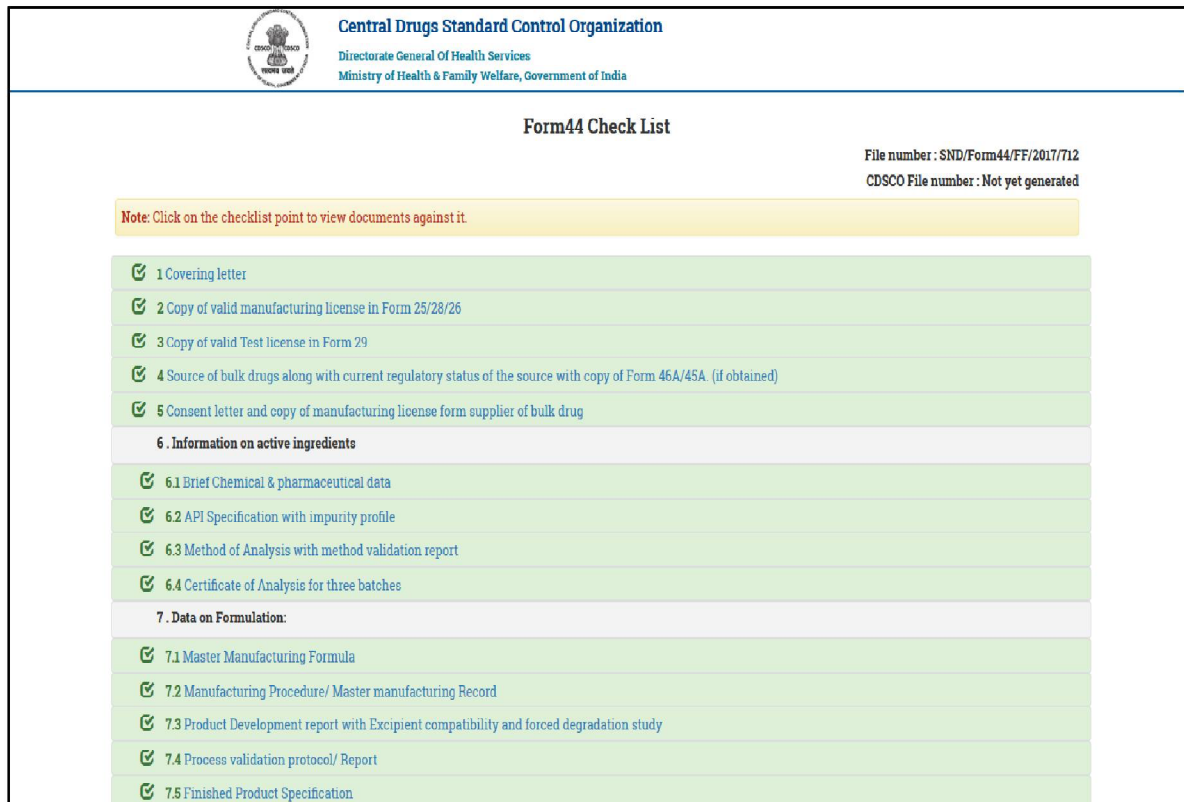 Central Drugs Standard Control Organization
Directorate General Of Health Services
Ministry of Health & Family Welfare, Government of India
CDSCO CDSCO
Form44 Check List
File number : SND/Form44/FF/2017/712
CDSCO File number : Not yet generated
Note: Click on the checklist point to view documents against it.
1 Covering letter
2 Copy of valid manufacturing license in Form 25/28/26
3 Copy of valid Test license in Form 29
4 Source of bulk drugs along with current regulatory status of the source with copy of Form 46A/45A. (if obtained)
5 Consent letter and copy of manufacturing license form supplier of bulk drug
6 . Information on active ingredients
6.1 Brief Chemical & pharmaceutical data
6.2 API Specification with impurity profile
6.3 Method of Analysis with method validation report
6.4 Certificate of Analysis for three batches
7 . Data on Formulation:
7.1 Master Manufacturing Formula
7.2 Manufacturing Procedure/ Master manufacturing Record
7.3 Product Development report with Excipient compatibility and forced degradation study
7.4 Process validation protocol/ Report
7.5 Finished Product Specification